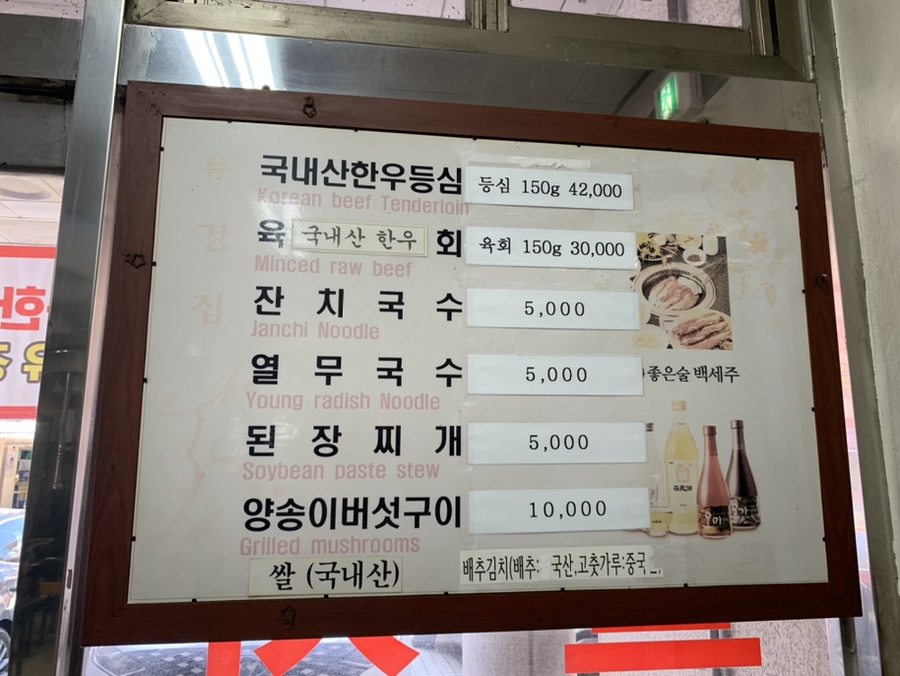 국내산한우등심 등심 150g 42,000
Korean beef Tenderloin
육 국내산 한우 회 육회 150g 30,000
Minced raw beef
잔치국수 5,000
Janchi Noodle
열무국수 5,000
Young radish Noodle
좋은술 백세주
된장찌개 5,000
Soybean paste stew
양송이버섯구이 10,000
Grilled mushrooms
쌀 (국내산)
배추김치(배추: 국산,고춧가루:중국